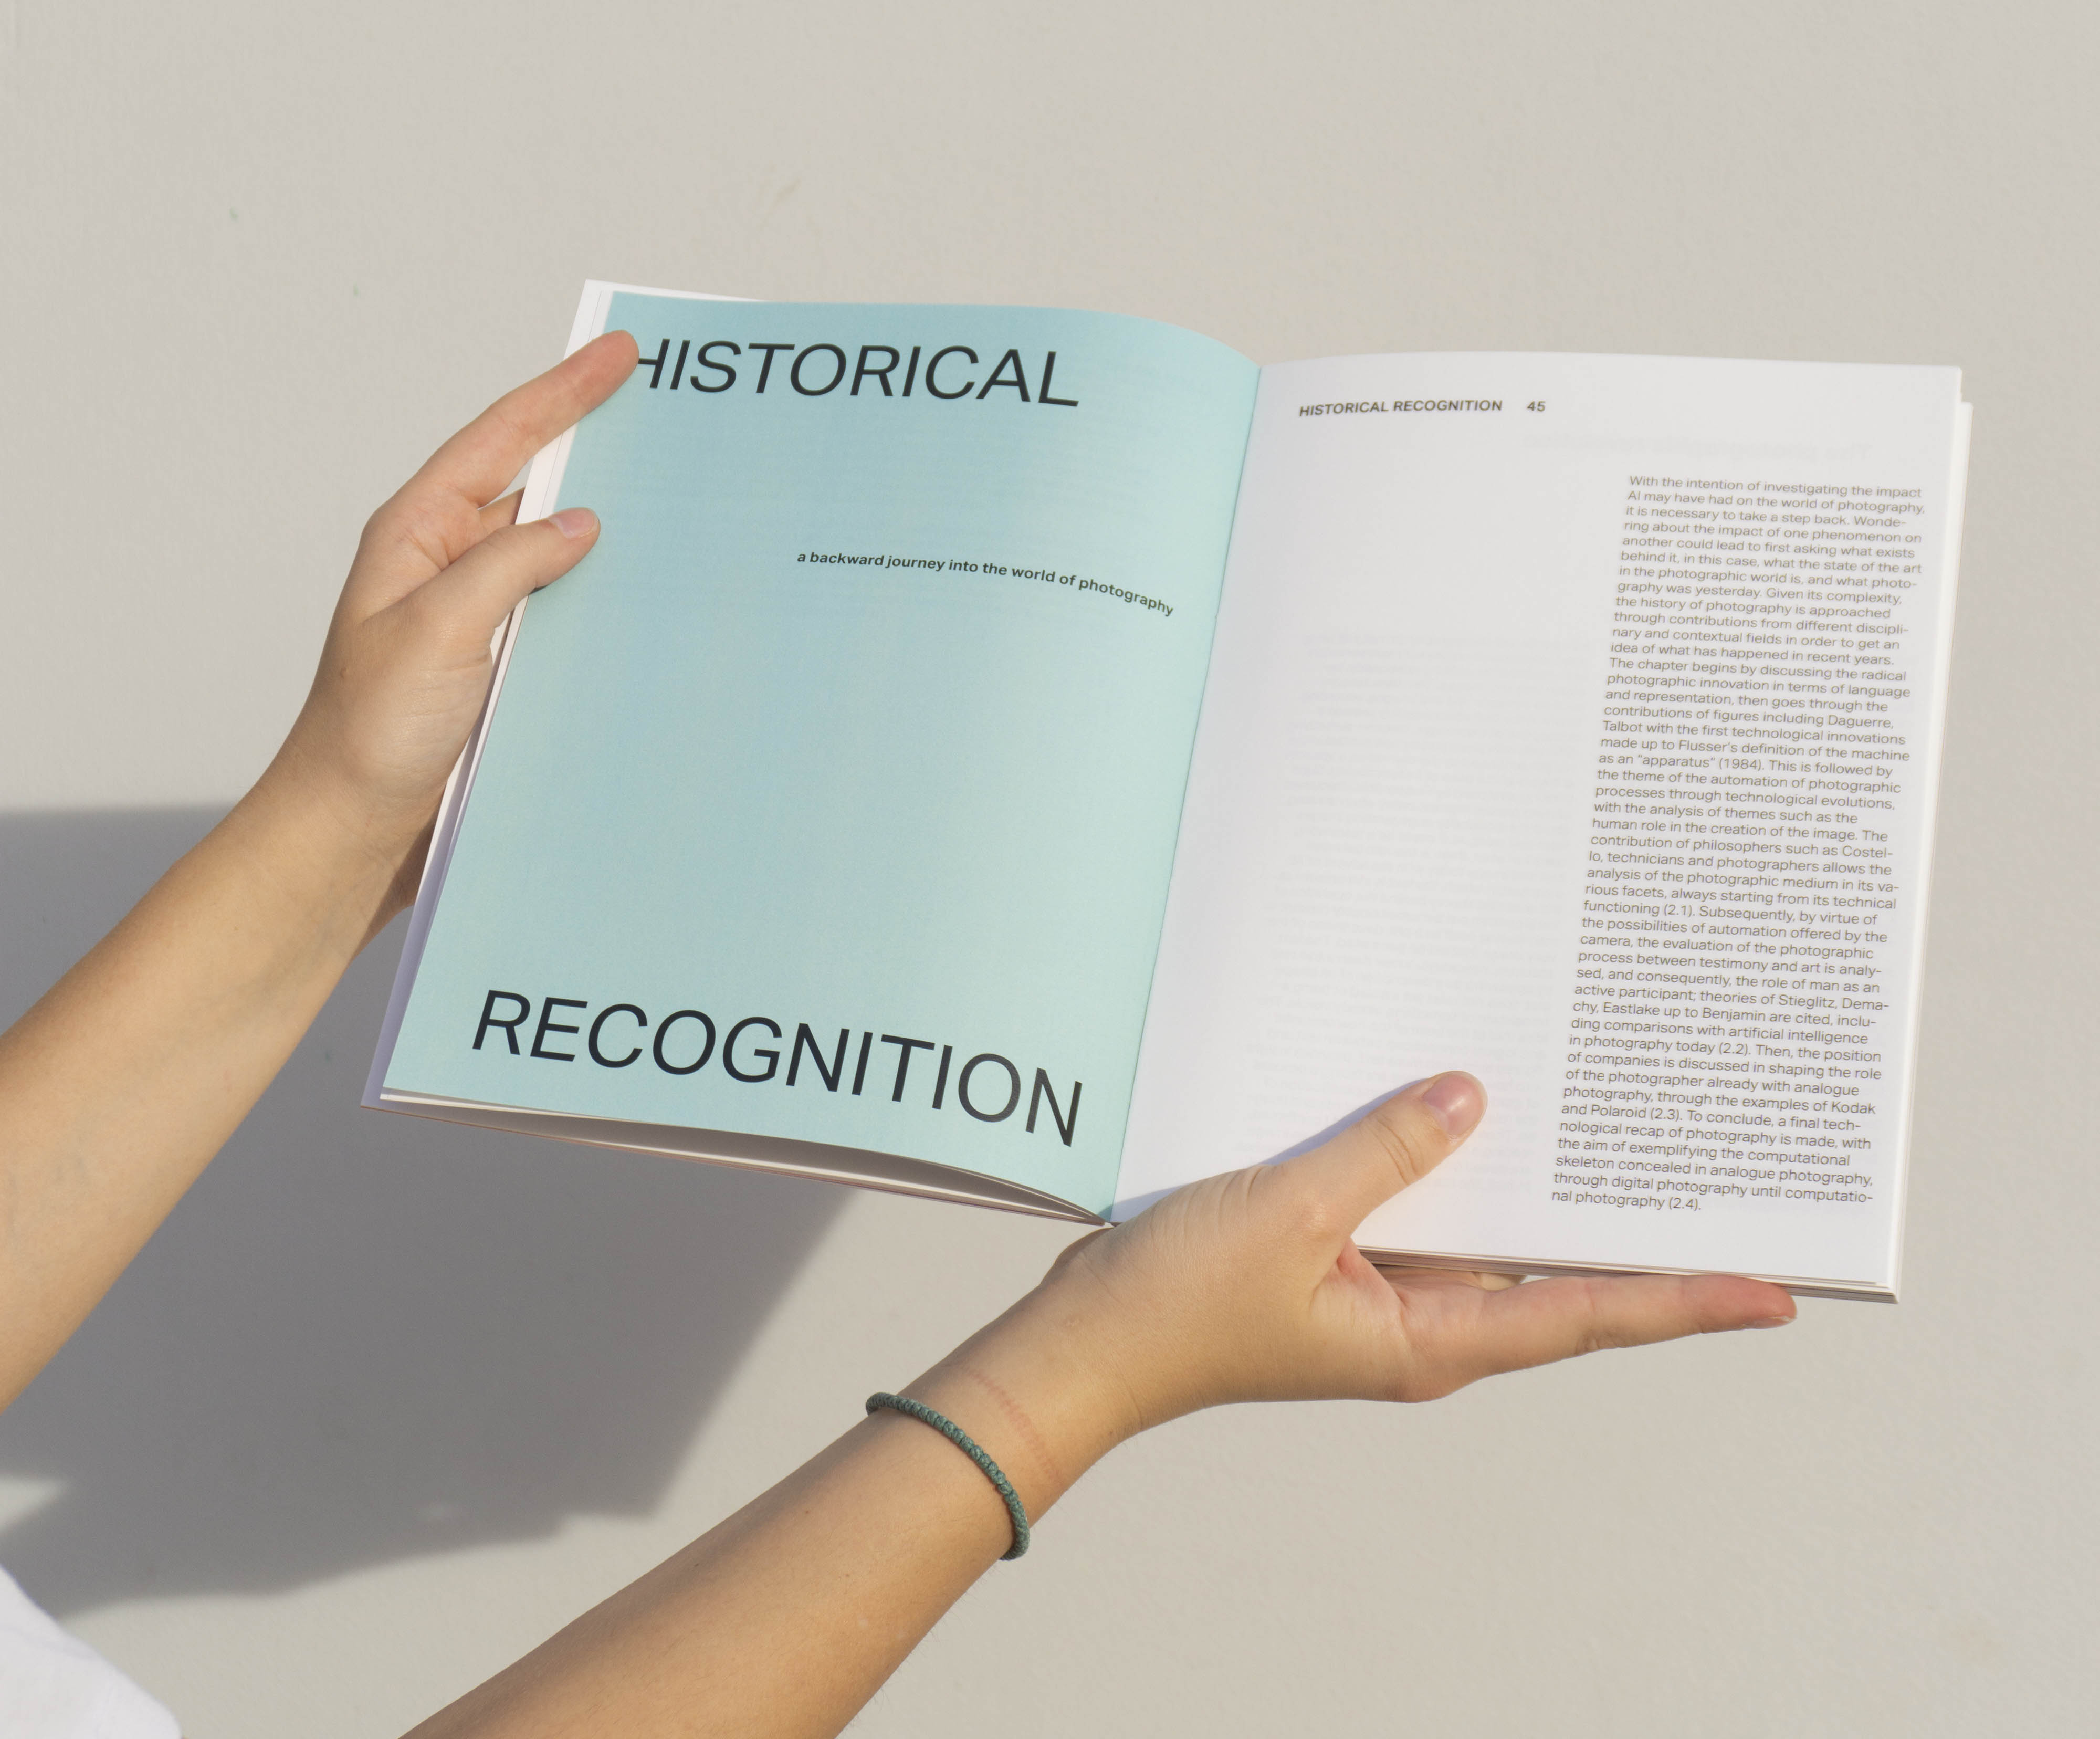 HISTORICAL
a backward journey into the world of photography
RECOGNITION
HISTORICAL RECOGNITION 45
With the intention of investigating the impact
AI may have had on the world of photography,
it is necessary to take a step back. Wonde-
ring about the impact of one phenomenon on
another could lead to first asking what exists
behind it, in this case, what the state of the art
in the photographic world is, and what photo-
graphy was yesterday. Given its complexity,
the history of photography is approached
through contributions from different discipli-
nary and contextual fields in order to get an
idea of what has happened in recent years.
The chapter begins by discussing the radical
photographic innovation in terms of language
and representation, then goes through the
contributions of figures including Daguerre,
Talbot with the first technological innovations
made up to Flusser's definition of the machine
as an "apparatus" (1984). This is followed by
the theme of the automation of photographic
processes through technological evolutions,
with the analysis of themes such as the
human role in the creation of the image. The
contribution of philosophers such as Costel-
lo, technicians and photographers allows the
analysis of the photographic medium in its va-
rious facets, always starting from its technical
functioning (2.1). Subsequently, by virtue of
the possibilities of automation offered by the
camera, the evaluation of the photographic
process between testimony and art is analy-
sed, and consequently, the role of man as an
active participant; theories of Stieglitz, Dema-
chy, Eastlake up to Benjamin are cited, inclu-
ding comparisons with artificial intelligence
in photography today (2.2). Then, the position
of companies is discussed in shaping the role
of the photographer already with analogue
photography, through the examples of Kodak
and Polaroid (2.3). To conclude, a final tech-
nological recap of photography is made, with
the aim of exemplifying the computational
skeleton concealed in analogue photography,
through digital photography until computatio-
nal photography (2.4).